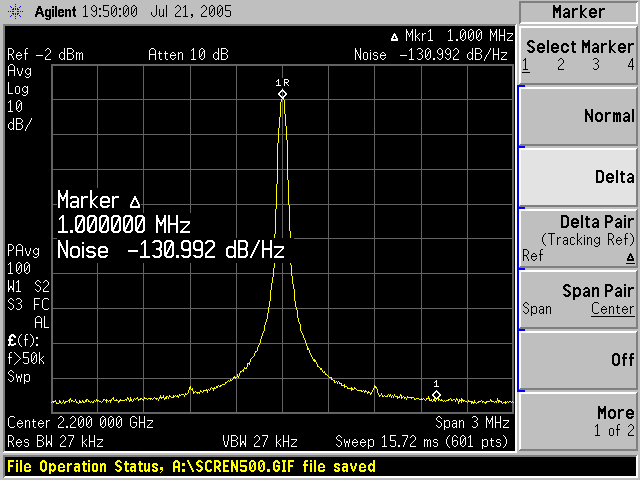 Agilent 19:50:00 Jul 21, 2005
Marker
Δ Mkr1 1.000 MHz
Ref -2 dBm Atten 10 dB Noise -130.992 dB/Hz
Avg
Log
10
dB/
1R
Marker Δ
1.000000 MHz
Noise -130.992 dB/Hz
PAvg
100
W1 S2
S3 FC
AL
£(f):
f>50k
Swp
1
Center 2.200 000 GHz Span 3 MHz
Res BW 27 kHz VBW 27 kHz Sweep 15.72 ms (601 pts)
File Operation Status, A:\SCREN500.GIF file saved
Select Marker
1 2 3 4
Normal
Delta
Delta Pair
(Tracking Ref)
Ref Δ
Span Pair
Span Center
Off
More
1 of 2